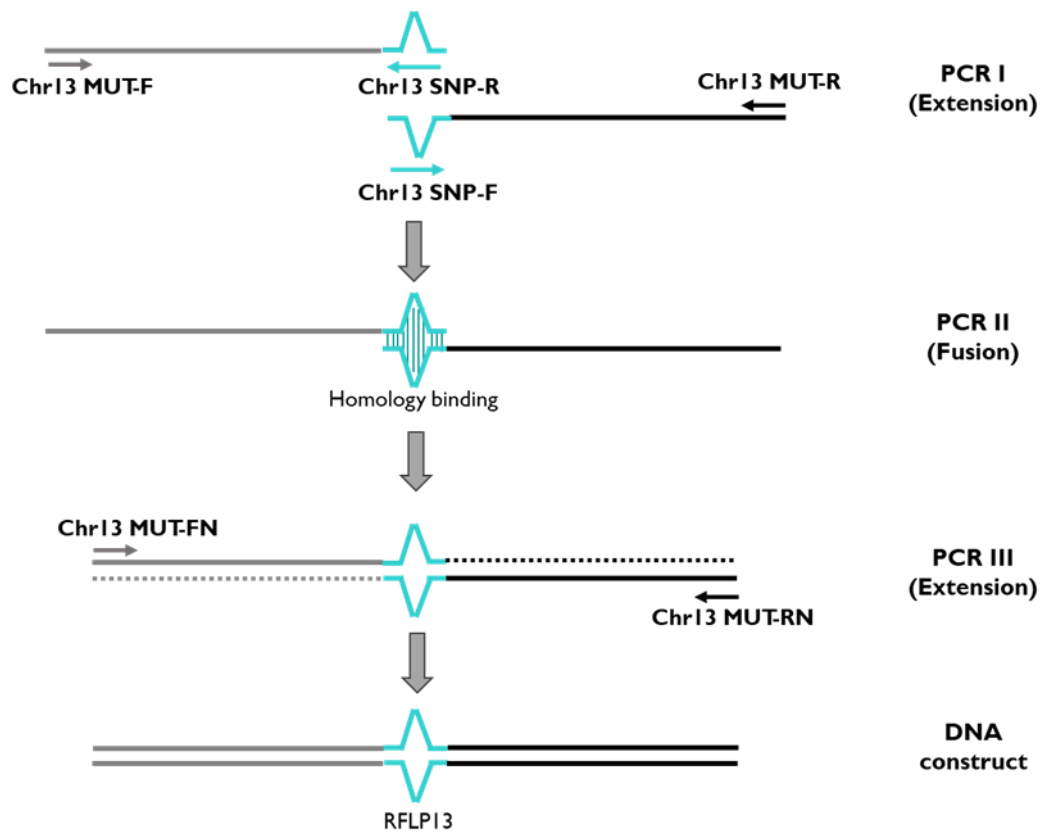 Chr13 MUT-F
Chr13 SNP-R
Chr13 MUT-R
PCR I
(Extension)
Chr13 SNP-F
PCR II
(Fusion)
Homology binding
Chr13 MUT-FN
PCR III
(Extension)
Chr13 MUT-RN
DNA
construct
RFLP13